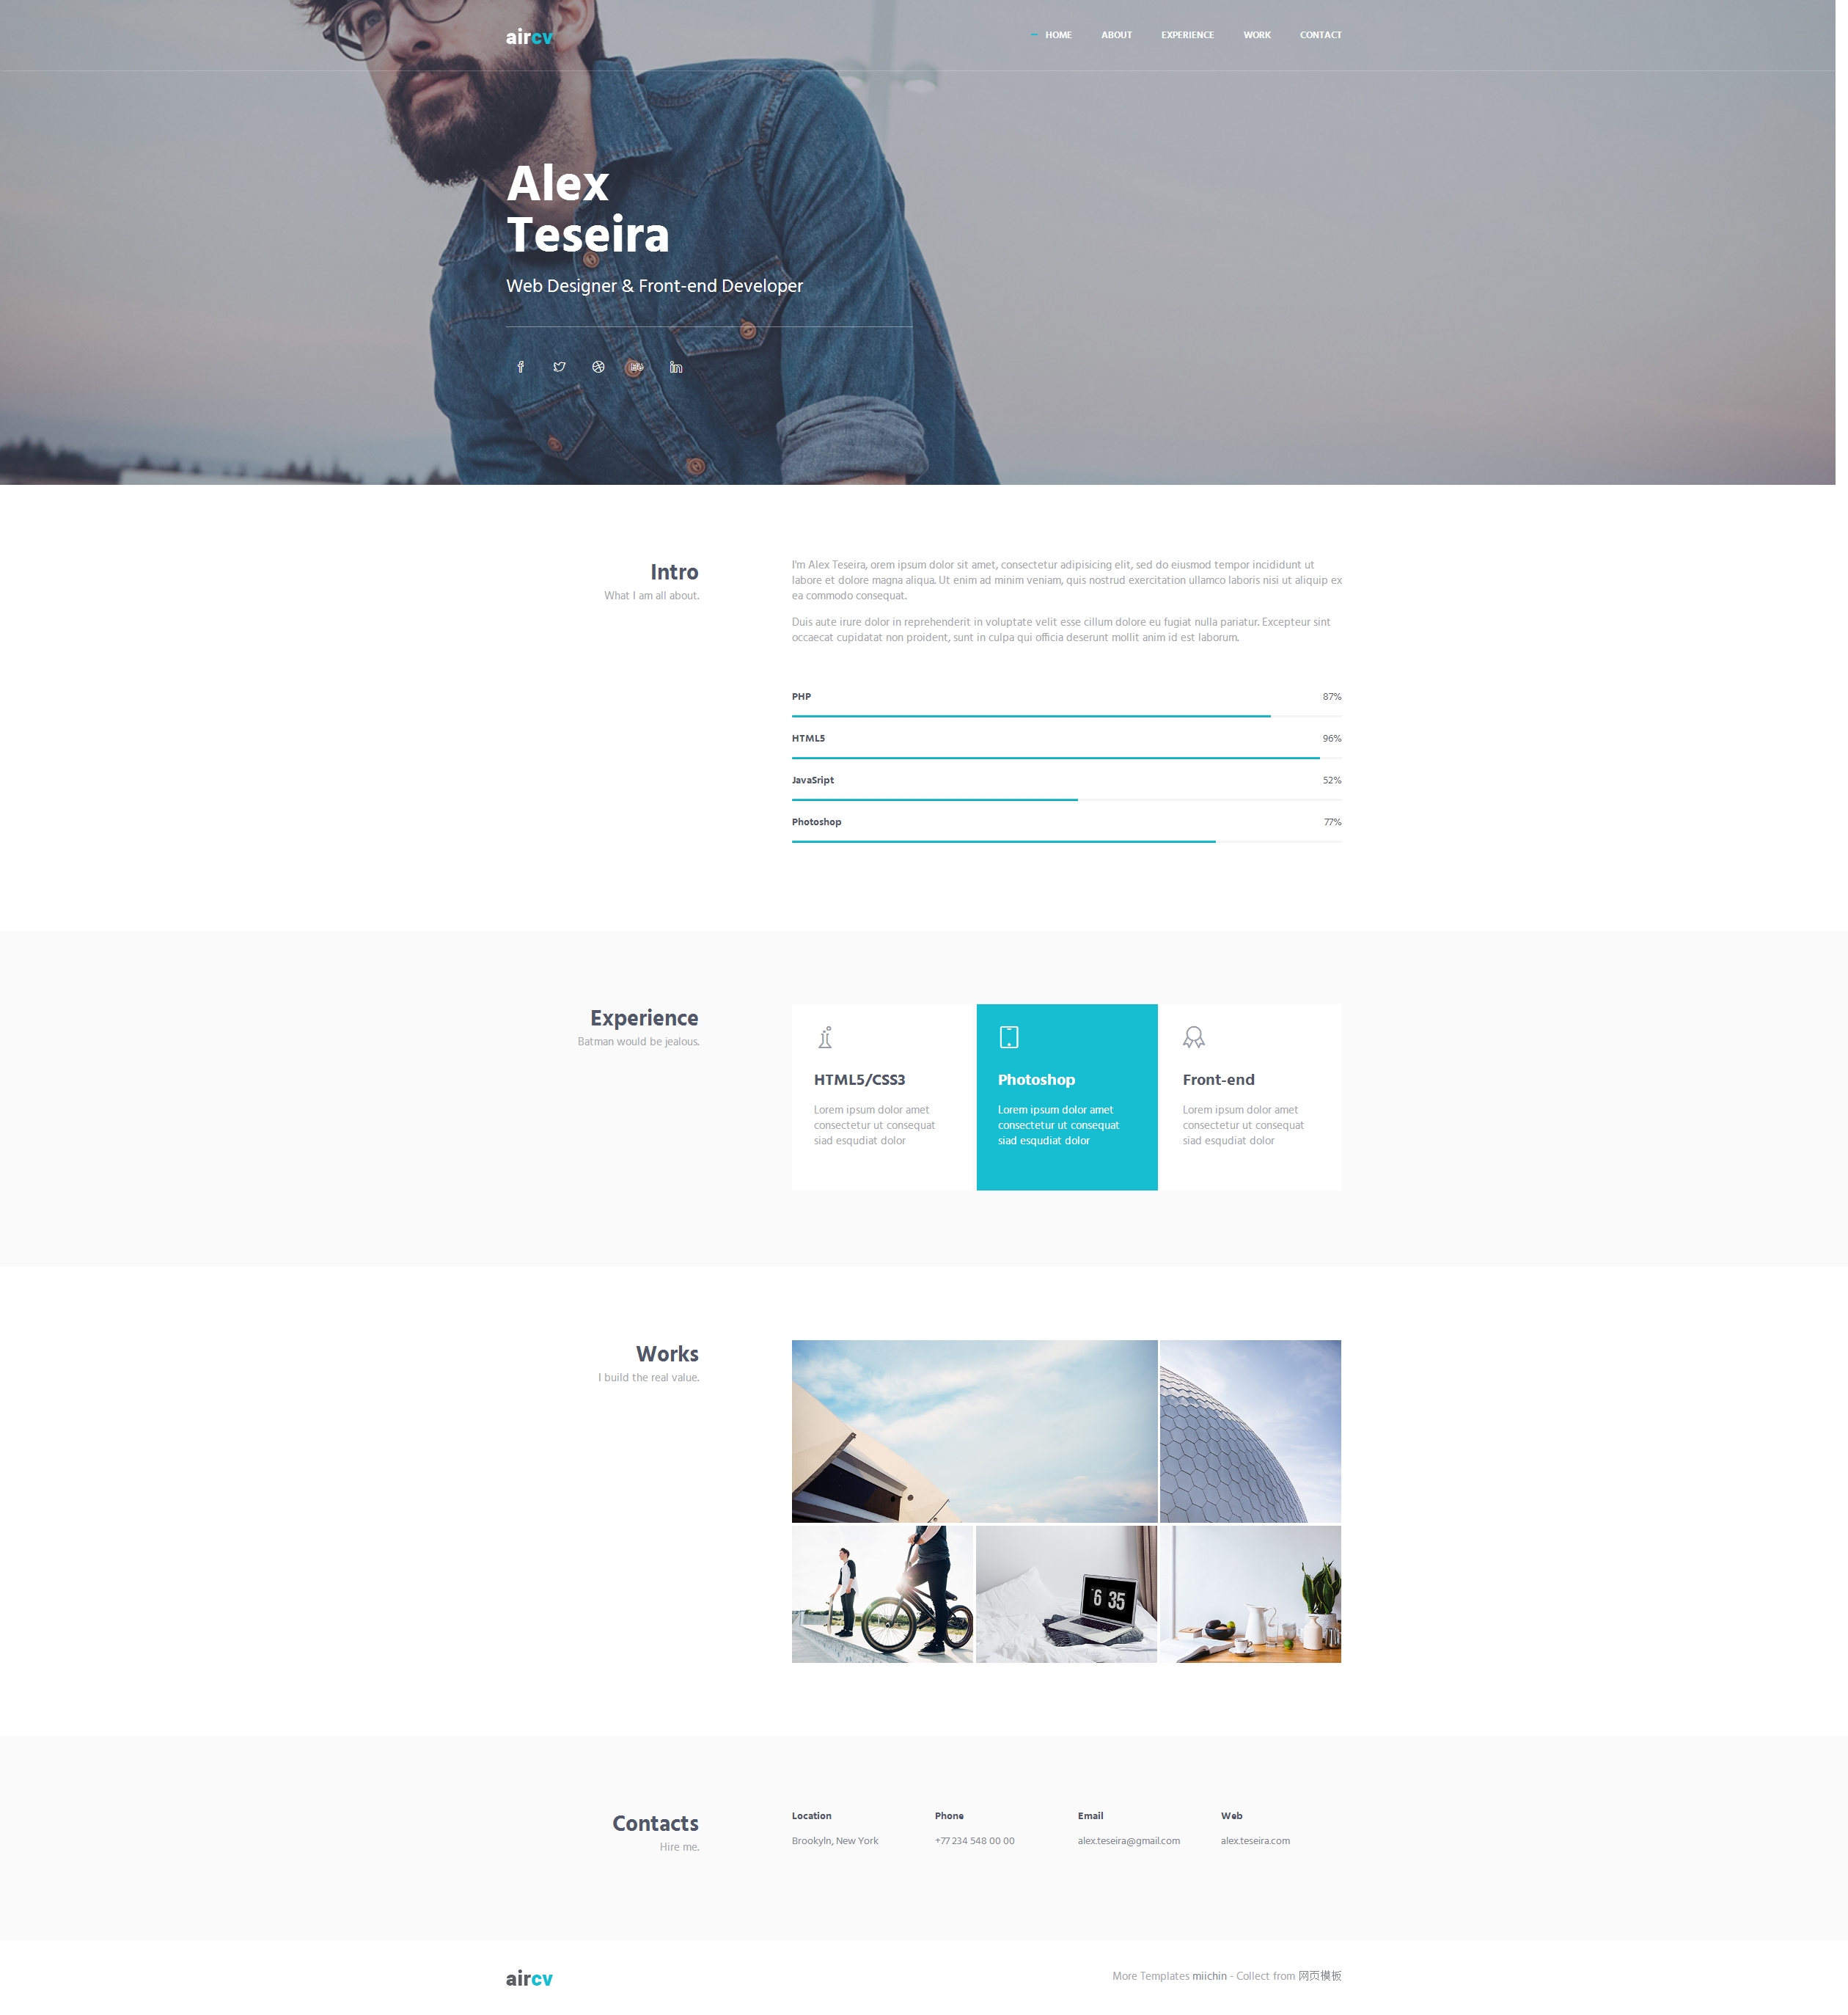 aircv
HOME ABOUT EXPERIENCE WORK CONTACT
Alex
Teseira
Web Designer & Front-end Developer
Intro
What I am all about.
I'm Alex Teseira, orem ipsum dolor sit amet, consectetur adipisicing elit, sed do eiusmod tempor incididunt ut
labore et dolore magna aliqua. Ut enim ad minim veniam, quis nostrud exercitation ullamco laboris nisi ut aliquip ex
ea commodo consequat.
Duis aute irure dolor in reprehenderit in voluptate velit esse cillum dolore eu fugiat nulla pariatur. Excepteur sint
occaecat cupidatat non proident, sunt in culpa qui officia deserunt mollit anim id est laborum.
PHP 87%
HTML5 96%
JavaSript 52%
Photoshop 77%
Experience
Batman would be jealous.
HTML5/CSS3
Lorem ipsum dolor amet
consectetur ut consequat
siad esqudiat dolor
Photoshop
Lorem ipsum dolor amet
consectetur ut consequat
siad esqudiat dolor
Front-end
Lorem ipsum dolor amet
consectetur ut consequat
siad esqudiat dolor
Works
I build the real value.
6 35
Contacts
Hire me.
Location
Brookyln, New York
Phone
+77 234 548 00 00
Email
alex.teseira@gmail.com
Web
alex.teseira.com
aircv
More Templates miichin - Collect from 网页模板